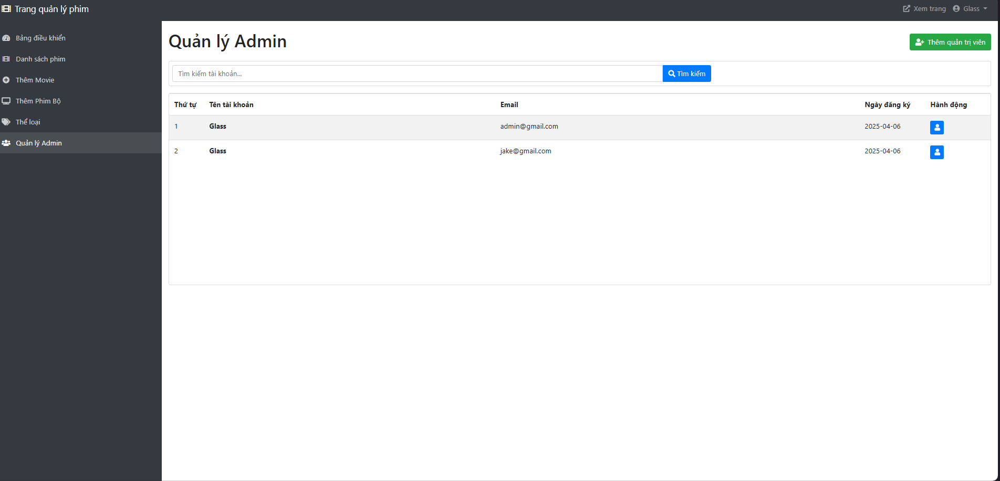 Trang quản lý phim
Xem trang
Glass
Bảng điều khiển
Danh sách phim
Thêm Movie
Thêm Phim Bộ
Thể loại
Quản lý Admin
Quản lý Admin
Thêm quản trị viên
Tìm kiếm tài khoản...
Tìm kiếm
Thứ tự Tên tài khoản Email Ngày đăng ký Hành động
1 Glass admin@gmail.com 2025-04-06
2 Glass jake@gmail.com 2025-04-06